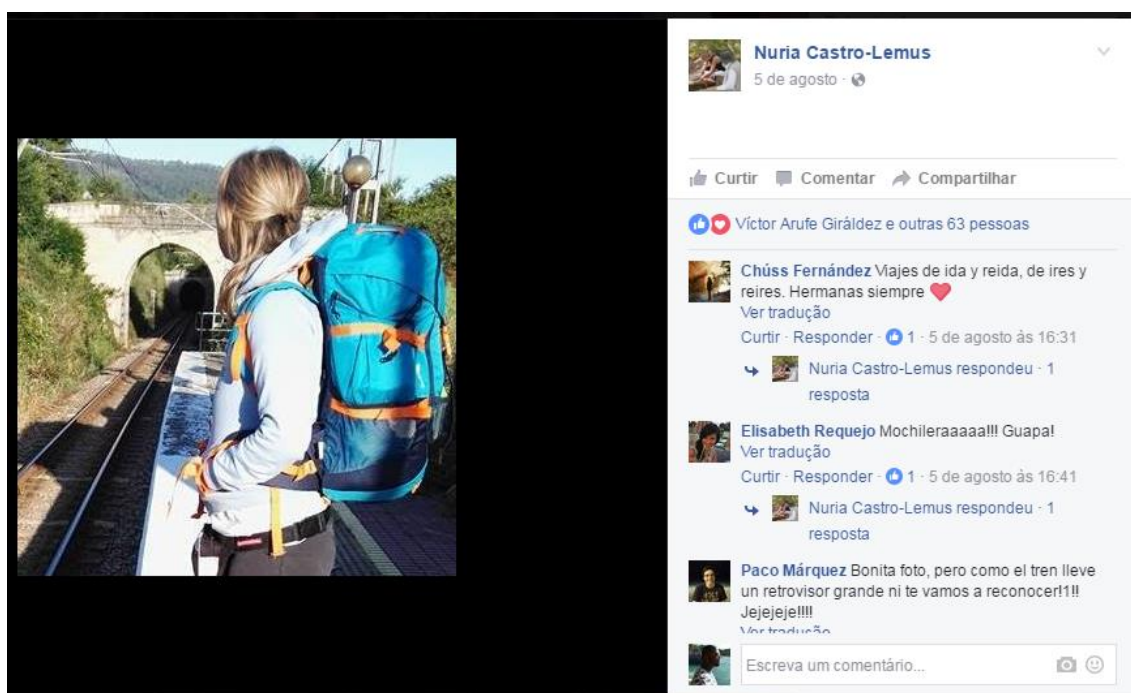 Nuria Castro-Lemus
5 de agosto ·
Curtir Comentar Compartilhar
Víctor Arufe Giráldez e outras 63 pessoas
Chúss Fernández Viajes de ida y reida, de ires y
reires. Hermanas siempre ❤
Ver tradução
Curtir · Responder · 1 · 5 de agosto às 16:31
Nuria Castro-Lemus respondeu · 1
resposta
Elisabeth Requejo Mochileraaaaa!!! Guapa!
Ver tradução
Curtir · Responder · 1 · 5 de agosto às 16:41
Nuria Castro-Lemus respondeu · 1
resposta
Paco Márquez Bonita foto, pero como el tren lleve
un retrovisor grande ni te vamos a reconocer!1!!
Jejejeje!!!!
Ver tradução
Escreva um comentário...